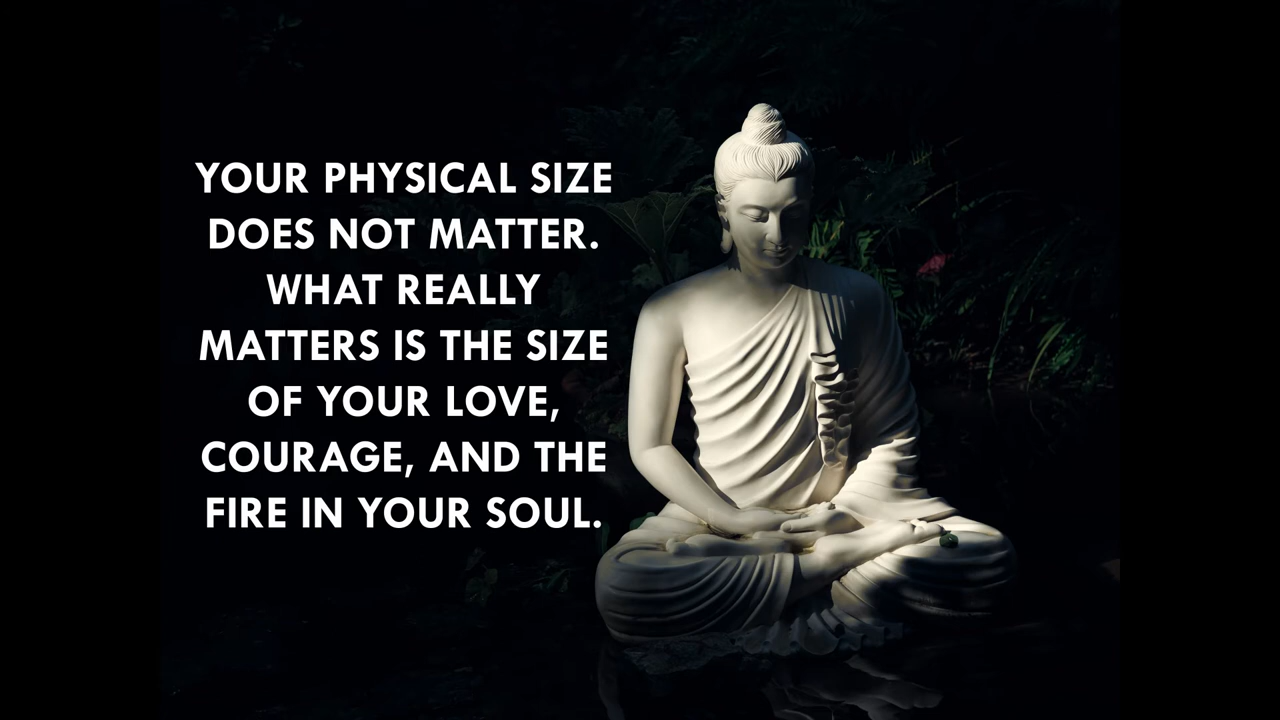 YOUR PHYSICAL SIZE
DOES NOT MATTER.
WHAT REALLY
MATTERS IS THE SIZE
OF YOUR LOVE,
COURAGE, AND THE
FIRE IN YOUR SOUL.